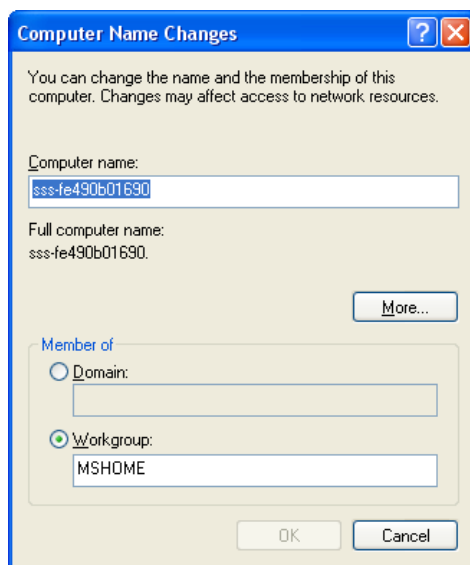 Computer Name Changes
You can change the name and the membership of this
computer. Changes may affect access to network resources.
Computer name:
sss-fe490b01690
Full computer name:
sss-fe490b01690.
More...
Member of
Domain:
Workgroup:
MSHOME
OK
Cancel